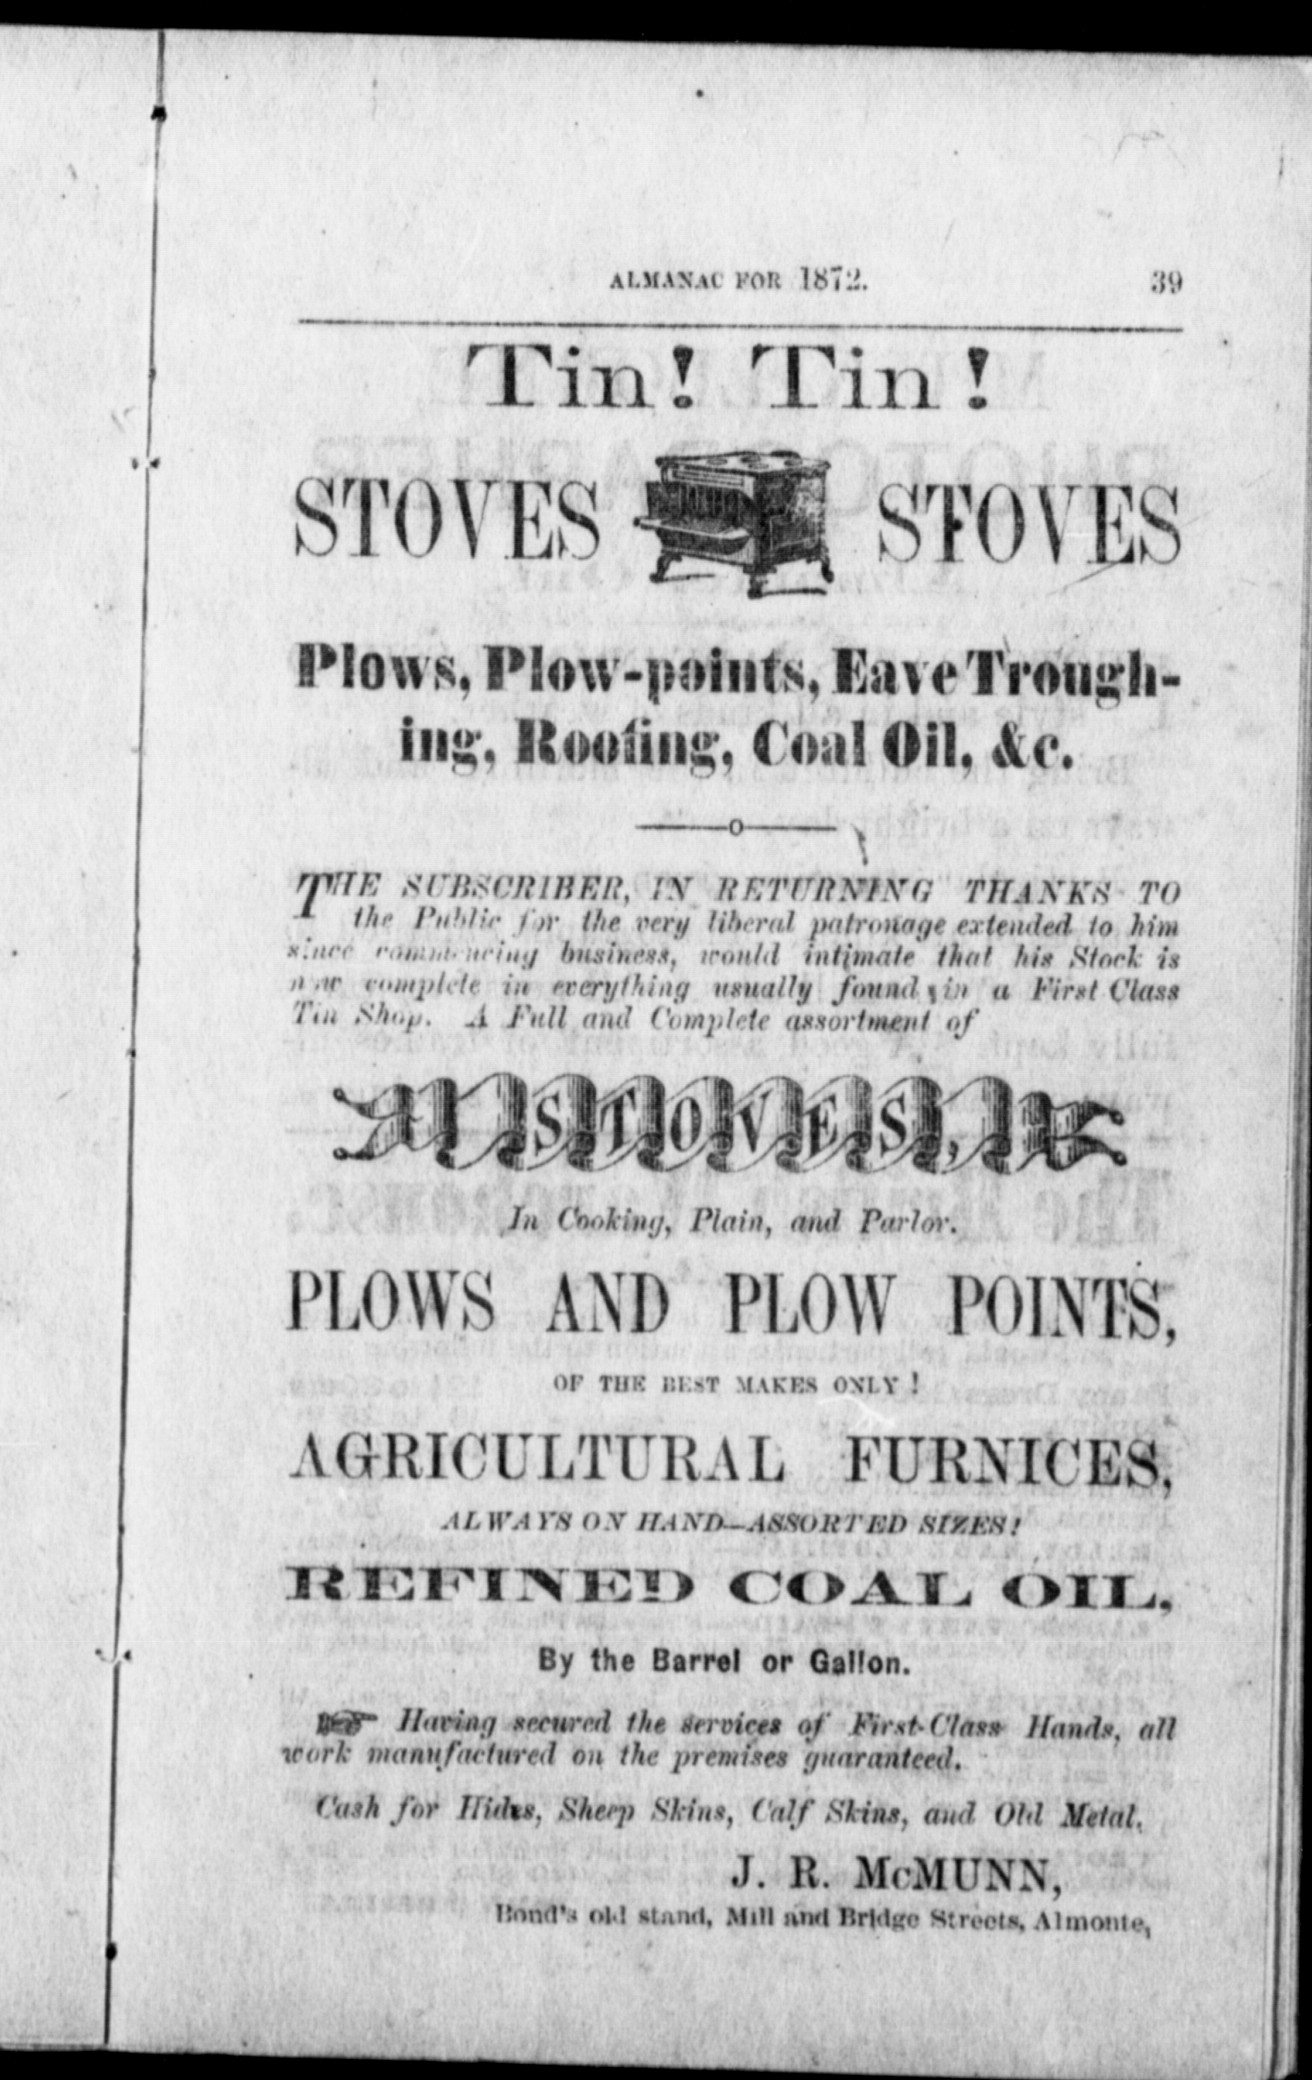 ALMANAC FOR 1872. 39
Tin! Tin!
STOVES STOVES
Plows, Plow-points, Eave Trough-
ing, Roofing, Coal Oil, &c.
THE SUBSCRIBER, IN RETURNING THANKS TO
the Public for the very liberal patronage extended to him
since commencing business, would intimate that his Stock is
now complete in everything usually found in a First Class
Tin Shop. A Full and Complete assortment of
STOVES,
In Cooking, Plain, and Parlor.
PLOWS AND PLOW POINTS,
OF THE BEST MAKES ONLY!
AGRICULTURAL FURNICES,
ALWAYS ON HAND—ASSORTED SIZES!
REFINED COAL OIL,
By the Barrel or Gallon.
☞ Having secured the services of First-Class Hands, all
work manufactured on the premises guaranteed.
Cash for Hides, Sheep Skins, Calf Skins, and Old Metal.
J. R. McMUNN,
Bond's old stand, Mill and Bridge Streets, Almonte,